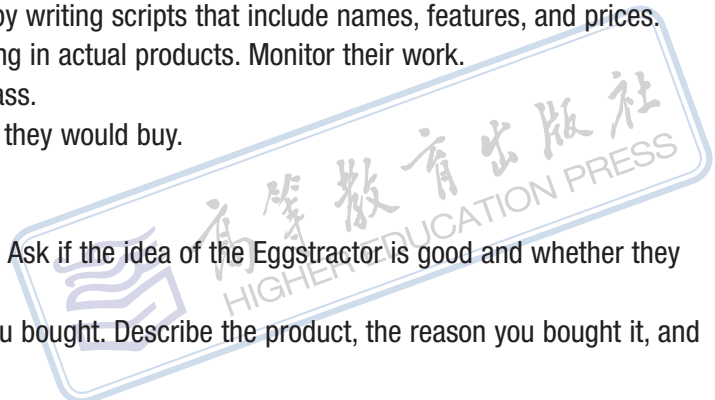 by writing scripts that include names, features, and prices.
ng in actual products. Monitor their work.
ass.
they would buy.
高等教育出版社
HIGHER EDUCATION PRESS
Ask if the idea of the Eggstractor is good and whether they
u bought. Describe the product, the reason you bought it, and